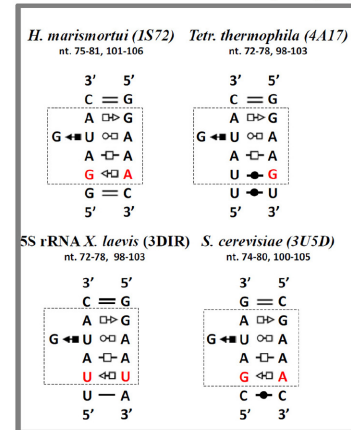 H. marismortui (1S72) Tetr. thermophila (4A17)
nt. 75-81, 101-106 nt. 72-78, 98-103
3’ 5’ 3’ 5’
C G C G
A G A G
G U A G U A
A A A A
G A U G
G C U U
5’ 3’ 5’ 3’
5S rRNA X. laevis (3DIR) S. cerevisiae (3U5D)
nt. 72-78, 98-103 nt. 74-80, 100-105
3’ 5’ 3’ 5’
C G G C
A G A G
G U A G U A
A A A A
U U G A
U A C C
5’ 3’ 5’ 3’